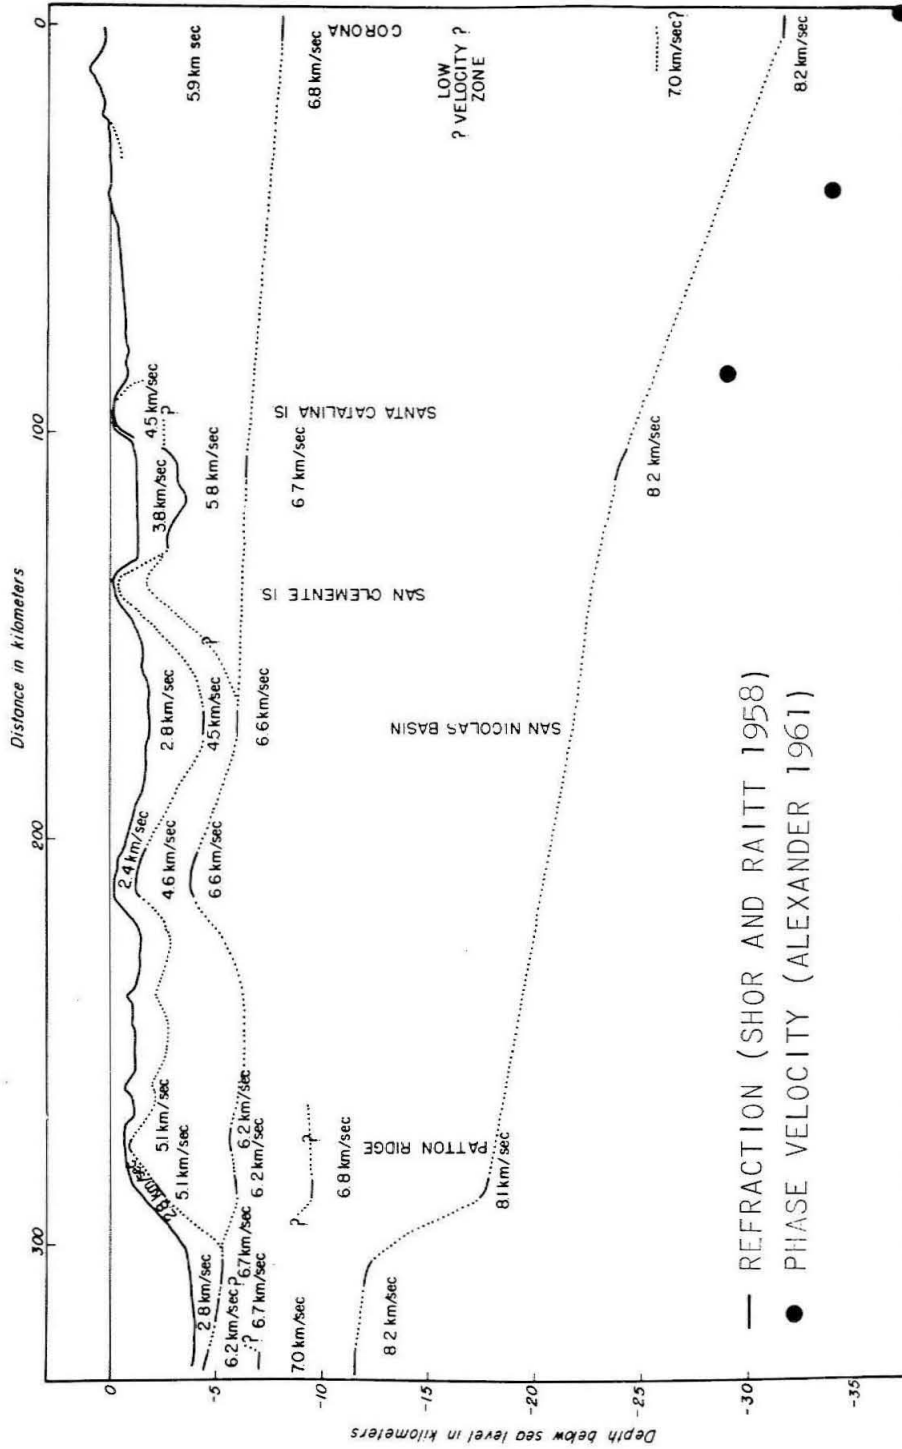 Distance in kilometers
0
100
200
300
Depth below sea level in kilometers
0
-5
-10
-15
-20
-25
-30
-35
5.9 km sec
6.8 km/sec
CORONA
LOW
? VELOCITY ?
ZONE
7.0 km/sec?
8.2 km/sec
4.5 km/sec
?
3.8 km/sec
5.8 km/sec
6.7 km/sec
SANTA CATALINA IS
8.2 km/sec
SAN CLEMENTE IS
?
2.8 km/sec
4.5 km/sec
6.6 km/sec
SAN NICOLAS BASIN
2.4 km/sec
4.6 km/sec
6.6 km/sec
5.1 km/sec
6.2 km/sec
?
PATTON RIDGE
2.8 km/sec
5.1 km/sec
6.2 km/sec
6.8 km/sec
?
8.1 km/sec
2.8 km/sec
6.2 km/sec
?
6.7 km/sec
?
6.7 km/sec
7.0 km/sec
8.2 km/sec
REFRACTION (SHOR AND RAITT 1958)
PHASE VELOCITY (ALEXANDER 1961)